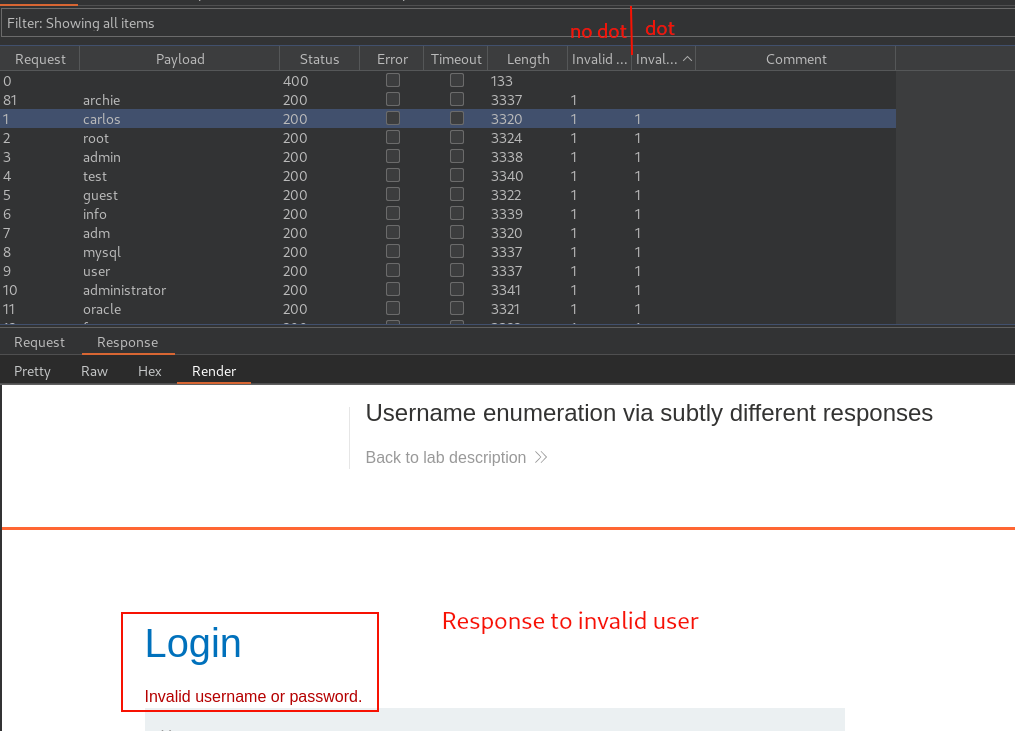 Filter: Showing all items
no dot dot
Request Payload Status Error Timeout Length Invalid ... Inval... Comment
0 400 133
81 archie 200 3337 1
1 carlos 200 3320 1 1
2 root 200 3324 1 1
3 admin 200 3338 1 1
4 test 200 3340 1 1
5 guest 200 3322 1 1
6 info 200 3339 1 1
7 adm 200 3320 1 1
8 mysql 200 3337 1 1
9 user 200 3337 1 1
10 administrator 200 3341 1 1
11 oracle 200 3321 1 1
Request Response
Pretty Raw Hex Render
Username enumeration via subtly different responses
Back to lab description
Response to invalid user
Login
Invalid username or password.